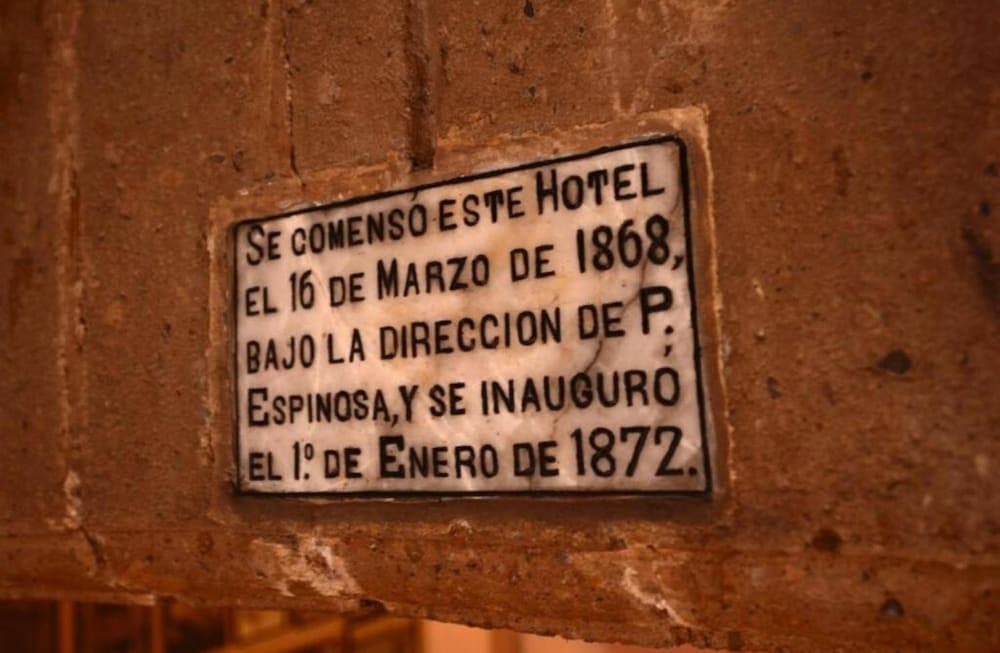 SE COMENSÓ ESTE HOTEL
EL 16 DE MARZO DE 1868,
BAJO LA DIRECCION DE P.
ESPINOSA, Y SE INAUGURO
EL 1º. DE ENERO DE 1872.